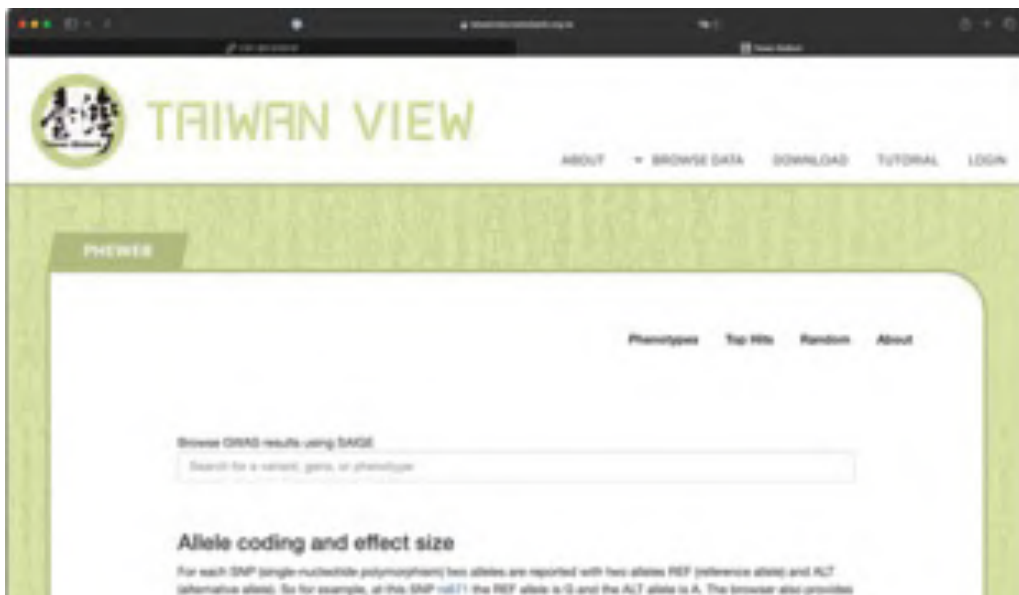 臺灣
TAIWAN VIEW
ABOUT BROWSE DATA DOWNLOAD TUTORIAL LOGIN
PHEWEB
Phenotypes Top Hits Random About
Browse GWAS results using SAIGE
Search for a variant, gene, or phenotype
Allele coding and effect size
For each SNP (single-nucleotide polymorphism) two alleles are reported with two alleles REF (reference allele) and ALT
(alternative allele). So for example, at this SNP rs671 the REF allele is G and the ALT allele is A. The browser also provides